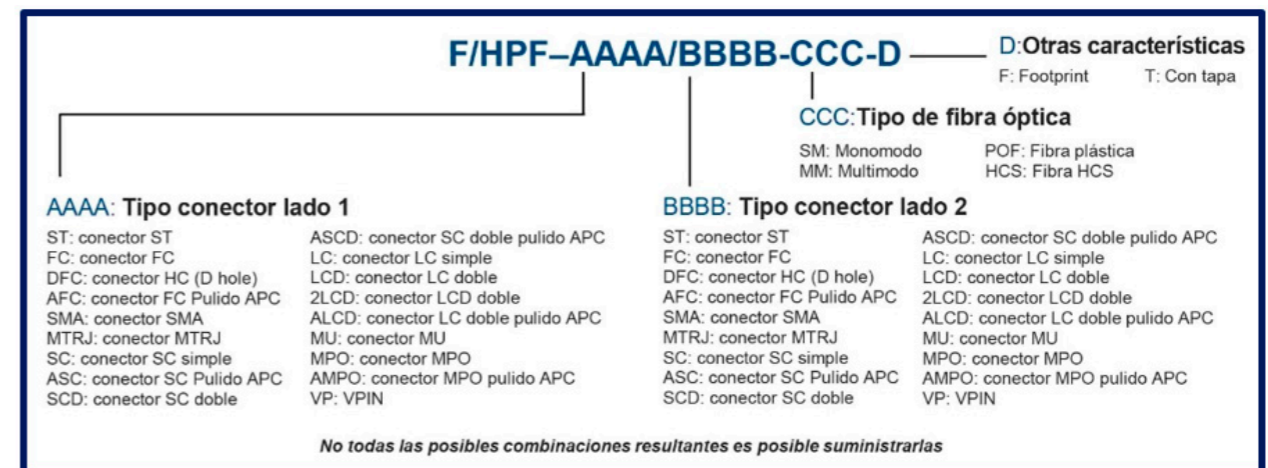 F/HPF–AAAA/BBBB-CCC-D
D:Otras características
F: Footprint T: Con tapa
CCC:Tipo de fibra óptica
SM: Monomodo POF: Fibra plástica
MM: Multimodo HCS: Fibra HCS
AAAA: Tipo conector lado 1
ST: conector ST
FC: conector FC
DFC: conector HC (D hole)
AFC: conector FC Pulido APC
SMA: conector SMA
MTRJ: conector MTRJ
SC: conector SC simple
ASC: conector SC Pulido APC
SCD: conector SC doble
ASCD: conector SC doble pulido APC
LC: conector LC simple
LCD: conector LC doble
2LCD: conector LCD doble
ALCD: conector LC doble pulido APC
MU: conector MU
MPO: conector MPO
AMPO: conector MPO pulido APC
VP: VPIN
BBBB: Tipo conector lado 2
ST: conector ST
FC: conector FC
DFC: conector HC (D hole)
AFC: conector FC Pulido APC
SMA: conector SMA
MTRJ: conector MTRJ
SC: conector SC simple
ASC: conector SC Pulido APC
SCD: conector SC doble
ASCD: conector SC doble pulido APC
LC: conector LC simple
LCD: conector LC doble
2LCD: conector LCD doble
ALCD: conector LC doble pulido APC
MU: conector MU
MPO: conector MPO
AMPO: conector MPO pulido APC
VP: VPIN
No todas las posibles combinaciones resultantes es posible suministrarlas